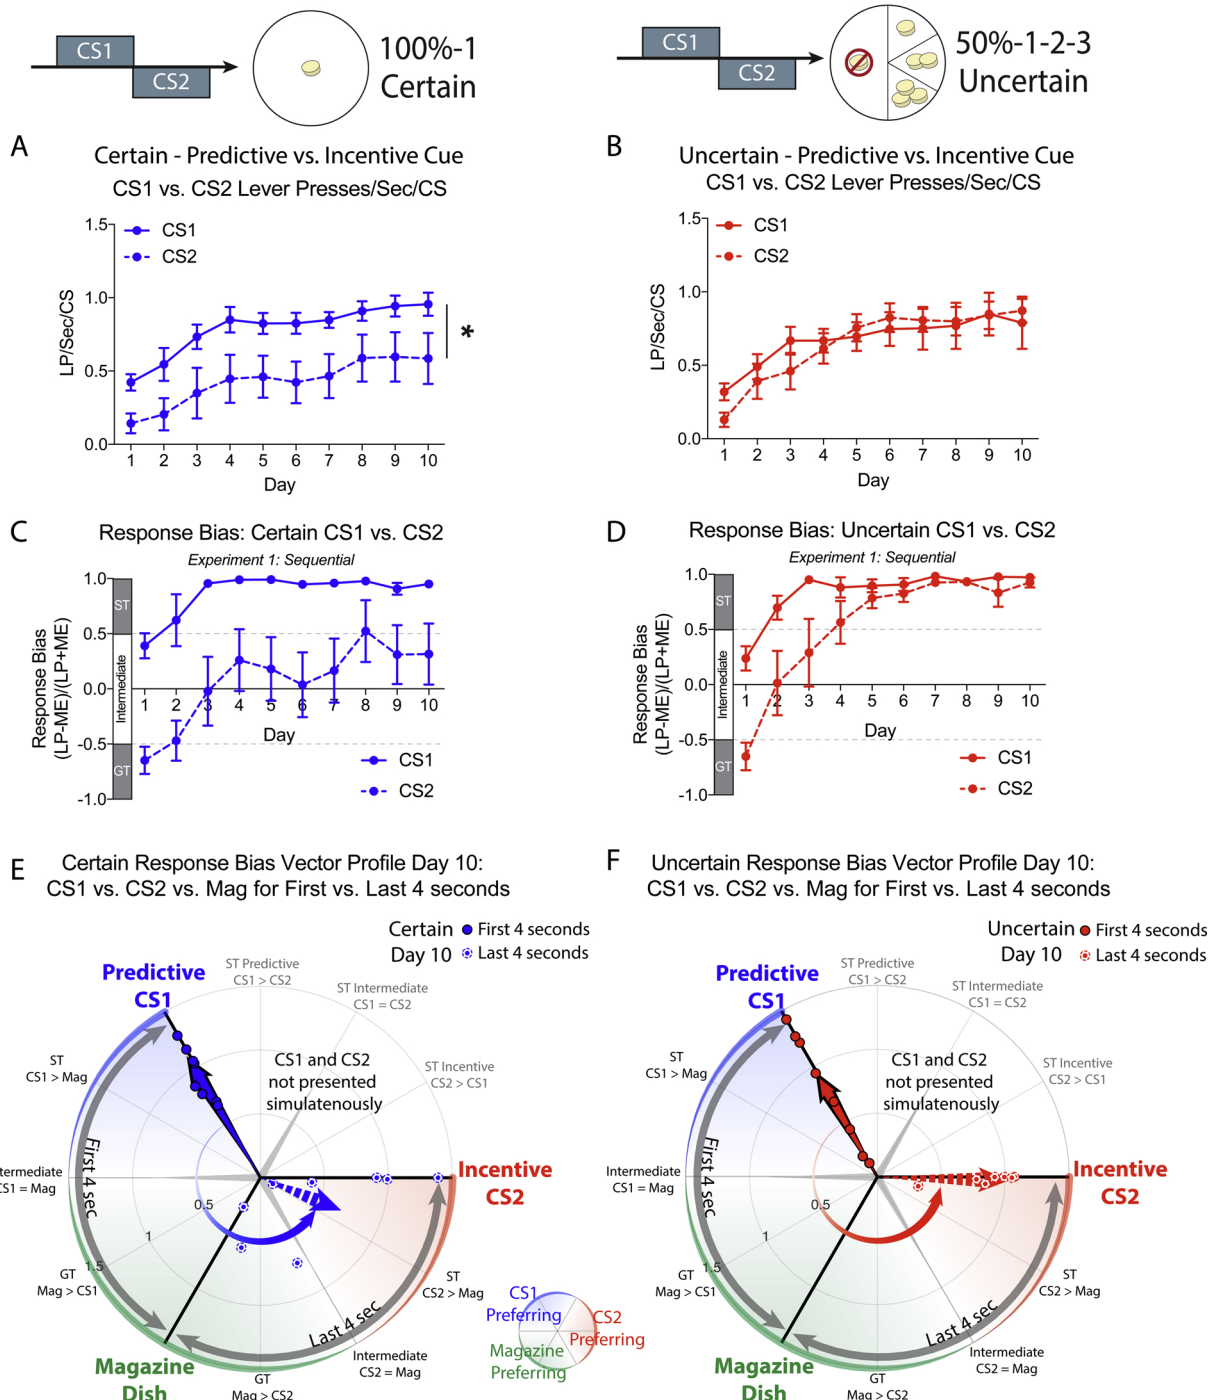 CS1
CS2
100%-1
Certain
CS1
CS2
50%-1-2-3
Uncertain
A
Certain - Predictive vs. Incentive Cue
CS1 vs. CS2 Lever Presses/Sec/CS
1.5
1.0
0.5
0.0
LP/Sec/CS
CS1
CS2
*
1 2 3 4 5 6 7 8 9 10
Day
B
Uncertain - Predictive vs. Incentive Cue
CS1 vs. CS2 Lever Presses/Sec/CS
1.5
1.0
0.5
0.0
LP/Sec/CS
CS1
CS2
1 2 3 4 5 6 7 8 9 10
Day
C
Response Bias: Certain CS1 vs. CS2
Experiment 1: Sequential
1.0
0.5
0.0
-0.5
-1.0
Response Bias
(LP-ME)/(LP+ME)
ST
Intermediate
GT
1 2 3 4 5 6 7 8 9 10
Day
CS1
CS2
D
Response Bias: Uncertain CS1 vs. CS2
Experiment 1: Sequential
1.0
0.5
0.0
-0.5
-1.0
Response Bias
(LP-ME)/(LP+ME)
ST
Intermediate
GT
1 2 3 4 5 6 7 8 9 10
Day
CS1
CS2
E
Certain Response Bias Vector Profile Day 10:
CS1 vs. CS2 vs. Mag for First vs. Last 4 seconds
Certain
Day 10
First 4 seconds
Last 4 seconds
Predictive
CS1
ST Predictive
CS1 > CS2
ST Intermediate
CS1 = CS2
ST Incentive
CS2 > CS1
CS1 and CS2
not presented
simulatenously
ST
CS1 > Mag
ntermediate
CS1 = Mag
GT
Mag > CS1
First 4 sec
0.5
1
1.5
Incentive
CS2
ST
CS2 > Mag
Last 4 sec
Intermediate
CS2 = Mag
GT
Mag > CS2
Magazine
Dish
CS1
Preferring
CS2
Preferring
Magazine
Preferring
F
Uncertain Response Bias Vector Profile Day 10:
CS1 vs. CS2 vs. Mag for First vs. Last 4 seconds
Uncertain
Day 10
First 4 seconds
Last 4 seconds
Predictive
CS1
ST Predictive
CS1 > CS2
ST Intermediate
CS1 = CS2
ST Incentive
CS2 > CS1
CS1 and CS2
not presented
simulatenously
ST
CS1 > Mag
Intermediate
CS1 = Mag
GT
Mag > CS1
First 4 sec
0.5
1
1.5
Incentive
CS2
ST
CS2 > Mag
Last 4 sec
Intermediate
CS2 = Mag
GT
Mag > CS2
Magazine
Dish